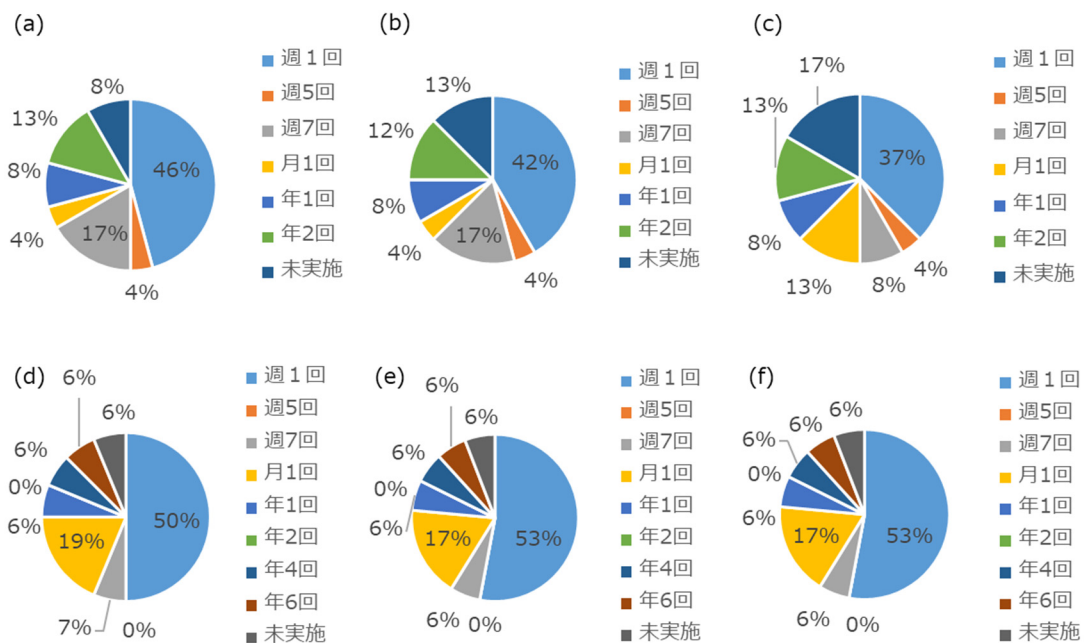 (a)
8%
13%
8%
4%
17%
4%
46%
週１回
週5回
週7回
月1回
年1回
年2回
未実施
(b)
13%
12%
8%
4%
17%
4%
42%
週１回
週5回
週7回
月1回
年1回
年2回
未実施
(c)
17%
13%
8%
13%
8%
4%
37%
週１回
週5回
週7回
月1回
年1回
年2回
未実施
(d)
6%
6%
6%
0%
6%
19%
7%
0%
50%
週１回
週5回
週7回
月1回
年1回
年2回
年4回
年6回
未実施
(e)
6%
6%
6%
0%
6%
17%
6%
0%
53%
週１回
週5回
週7回
月1回
年1回
年2回
年4回
年6回
未実施
(f)
6%
6%
6%
0%
6%
17%
6%
0%
53%
週１回
週5回
週7回
月1回
年1回
年2回
年4回
年6回
未実施